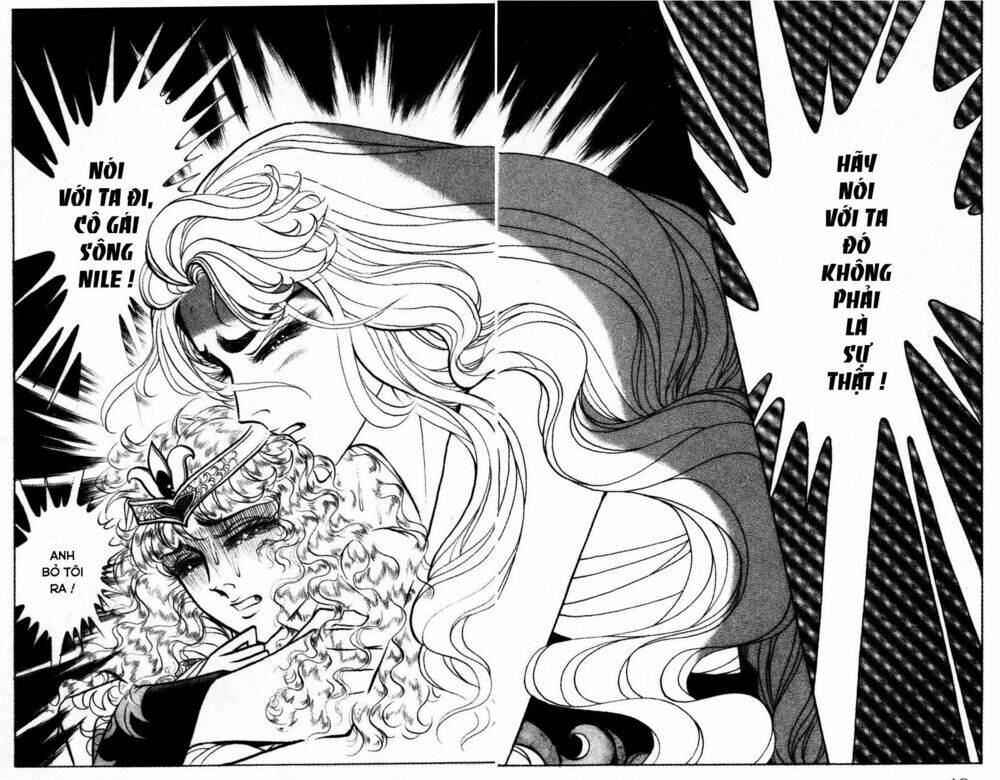 HÃY
NÓI
VỚI TA
ĐÓ
KHÔNG
PHẢI
LÀ
SỰ
THẬT !
NÓI
VỚI TA ĐI,
CÔ GÁI
SÔNG
NILE !
ANH
BỎ TÔI
RA !